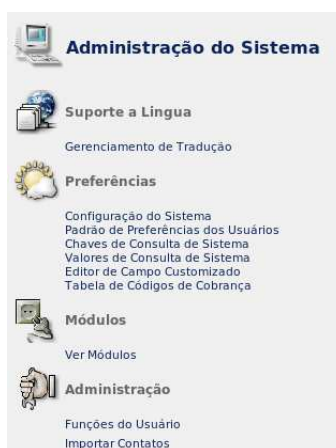 Administração do Sistema
Suporte a Lingua
Gerenciamento de Tradução
Preferências
Configuração do Sistema
Padrão de Preferências dos Usuários
Chaves de Consulta de Sistema
Valores de Consulta de Sistema
Editor de Campo Customizado
Tabela de Códigos de Cobrança
Módulos
Ver Módulos
Administração
Funções do Usuário
Importar Contatos